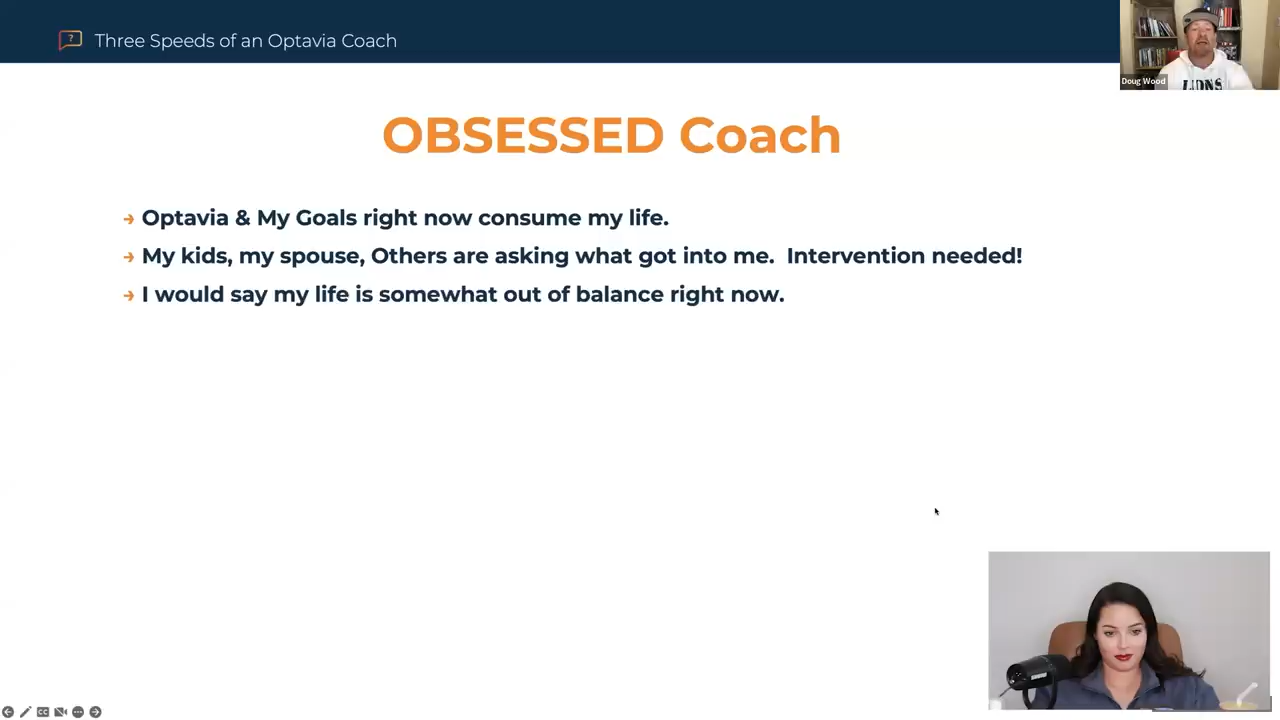 Three Speeds of an Optavia Coach
Doug Wood
LIONS
OBSESSED Coach
→ Optavia & My Goals right now consume my life.
→ My kids, my spouse, Others are asking what got into me.  Intervention needed!
→ I would say my life is somewhat out of balance right now.
CC